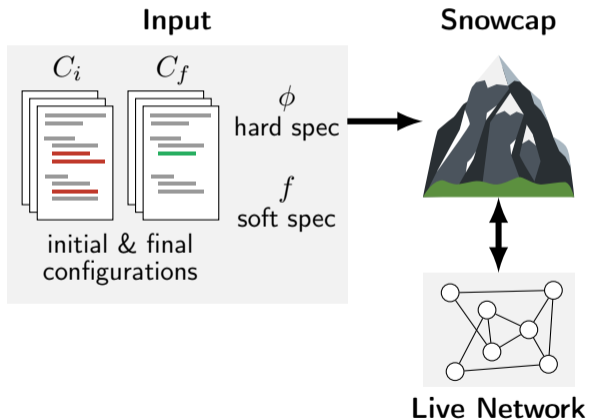 Input
Snowcap
C_i
C_f
ϕ
hard spec
f
soft spec
initial & final
configurations
Live Network